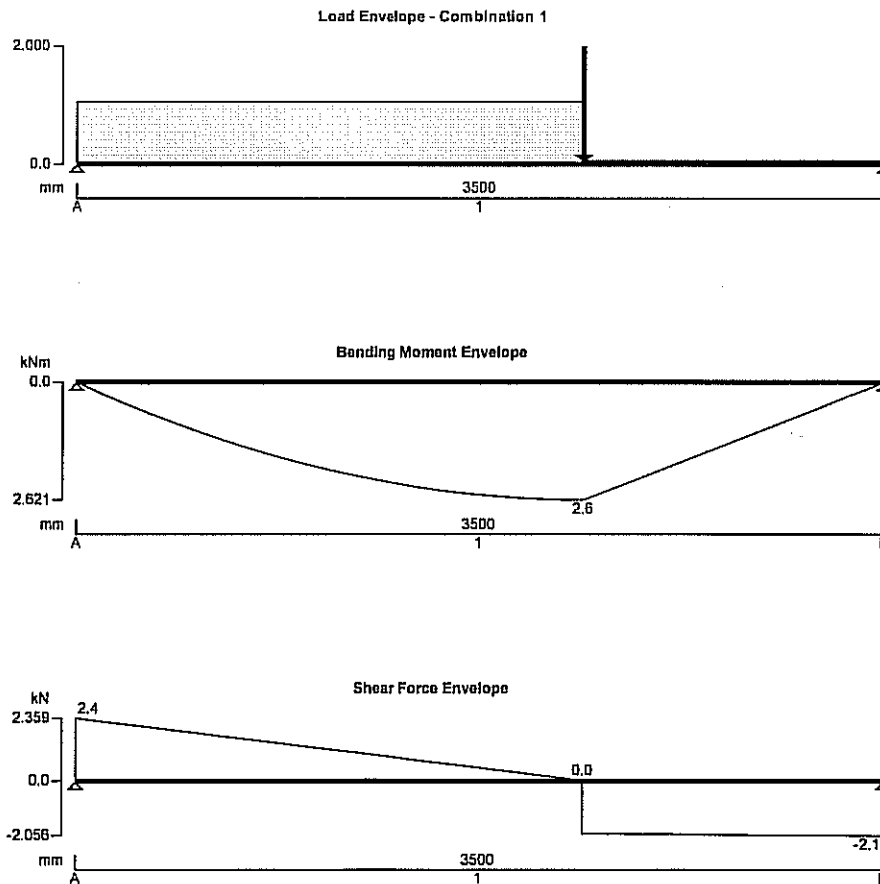 Load Envelope - Combination 1
2.000
0.0
mm
3500
A
1
Bending Moment Envelope
kNm
0.0
2.621
2.6
mm
3500
A
1
Shear Force Envelope
kN
2.359
2.4
0.0
0.0
-2.056
-2.1
mm
3500
A
1